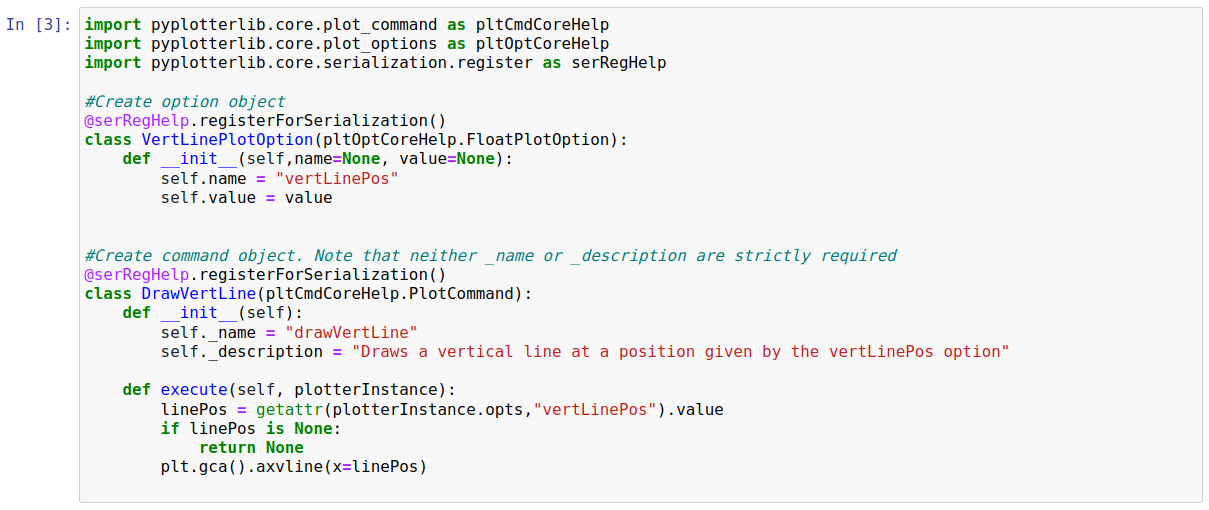 In [3]: import pyplotterlib.core.plot_command as pltCmdCoreHelp
import pyplotterlib.core.plot_options as pltOptCoreHelp
import pyplotterlib.core.serialization.register as serRegHelp
#Create option object
@serRegHelp.registerForSerialization()
class VertLinePlotOption(pltOptCoreHelp.FloatPlotOption):
    def __init__(self,name=None, value=None):
        self.name = "vertLinePos"
        self.value = value
#Create command object. Note that neither _name or _description are strictly required
@serRegHelp.registerForSerialization()
class DrawVertLine(pltCmdCoreHelp.PlotCommand):
    def __init__(self):
        self._name = "drawVertLine"
        self._description = "Draws a vertical line at a position given by the vertLinePos option"
    def execute(self, plotterInstance):
        linePos = getattr(plotterInstance.opts,"vertLinePos").value
        if linePos is None:
            return None
        plt.gca().axvline(x=linePos)